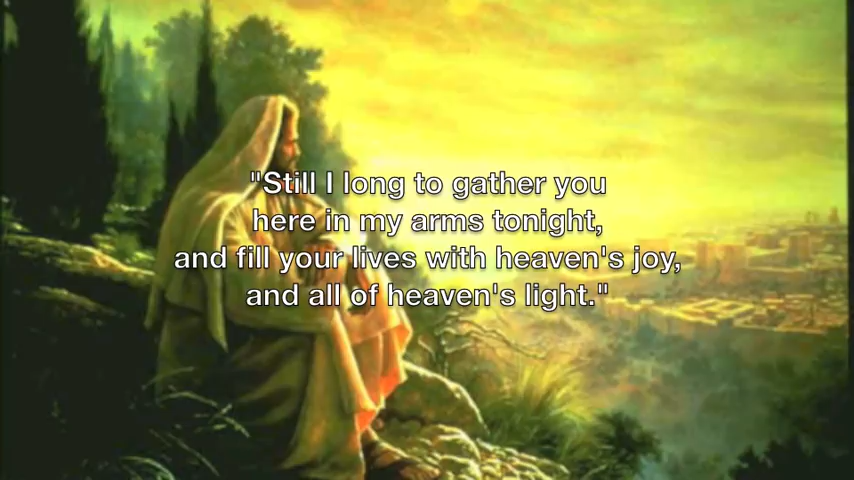 "Still I long to gather you
here in my arms tonight,
and fill your lives with heaven's joy,
and all of heaven's light."